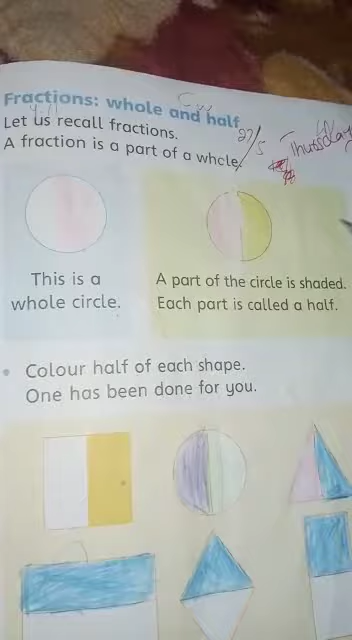 Fractions: whole and half
Cw
Let us recall fractions.
27/5
Thursday
A fraction is a part of a whole.
This is a
whole circle.
A part of the circle is shaded.
Each part is called a half.
• Colour half of each shape.
One has been done for you.